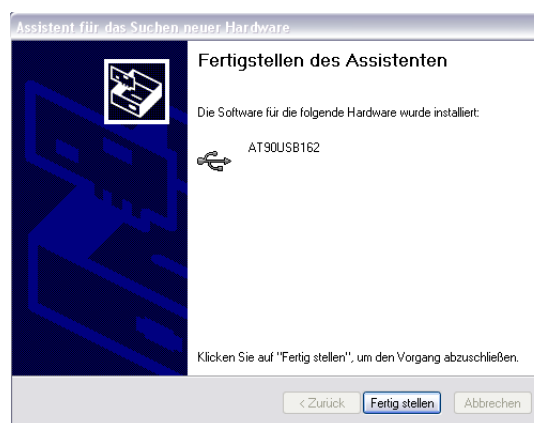 Assistent für das Suchen neuer Hardware
Fertigstellen des Assistenten
Die Software für die folgende Hardware wurde installiert:
AT90USB162
Klicken Sie auf "Fertig stellen", um den Vorgang abzuschließen.
< Zurück Fertig stellen Abbrechen